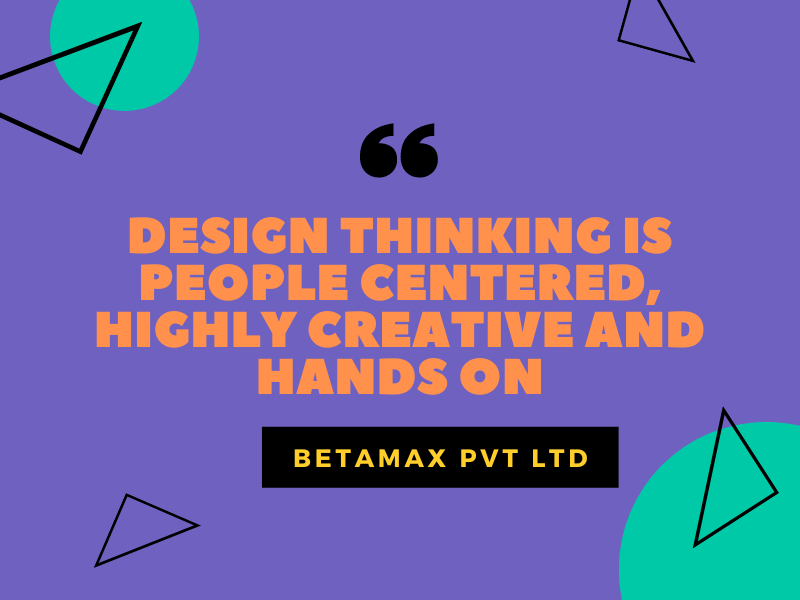 “
DESIGN THINKING IS
PEOPLE CENTERED,
HIGHLY CREATIVE AND
HANDS ON
BETAMAX PVT LTD